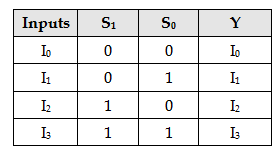 Inputs S₁ S₀ Y
I₀ 0 0 I₀
I₁ 0 1 I₁
I₂ 1 0 I₂
I₃ 1 1 I₃